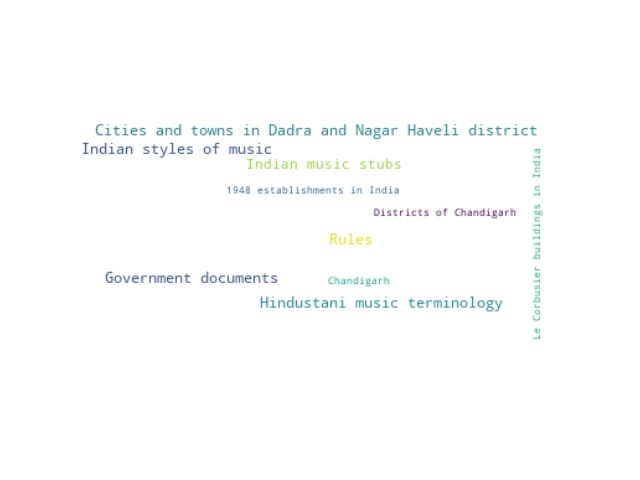 Cities and towns in Dadra and Nagar Haveli district
Indian styles of music
Indian music stubs
1948 establishments in India
Districts of Chandigarh
Rules
Government documents
Chandigarh
Hindustani music terminology
Le Corbusier buildings in India